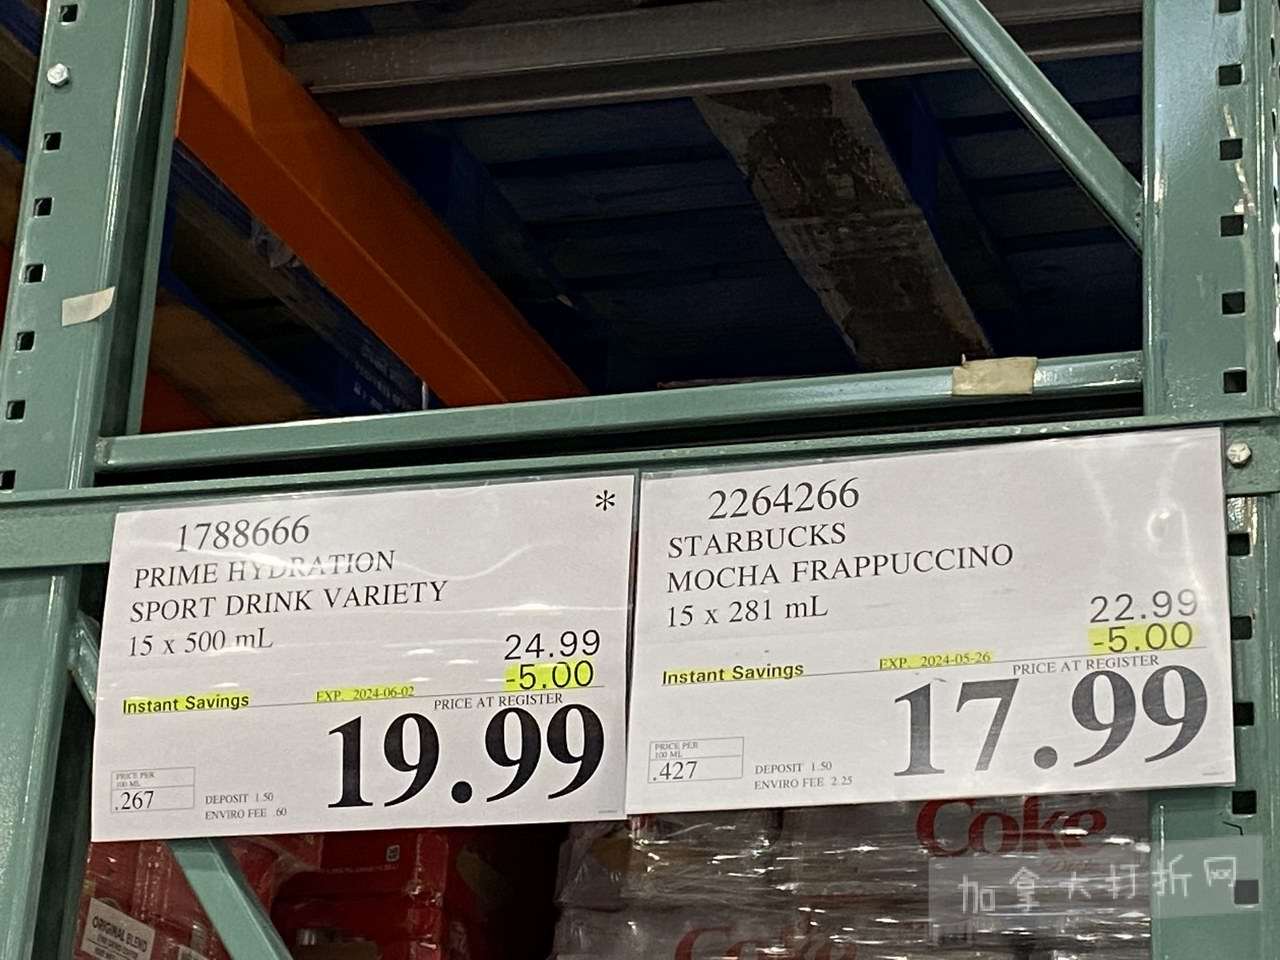 1788666
*
PRIME HYDRATION
SPORT DRINK VARIETY
15 x 500 mL
24.99
-5.00
Instant Savings
EXP. 2024-06-02
PRICE AT REGISTER
19.99
PRICE PER
100 ML
.267
DEPOSIT 1.50
ENVIRO FEE .60
2264266
STARBUCKS
MOCHA FRAPPUCCINO
15 x 281 mL
22.99
-5.00
Instant Savings
EXP. 2024-05-26
PRICE AT REGISTER
17.99
PRICE PER
100 ML
.427
DEPOSIT 1.50
ENVIRO FEE 2.25
Coke
Coke
ORIGINAL BLEND
加拿大打折网